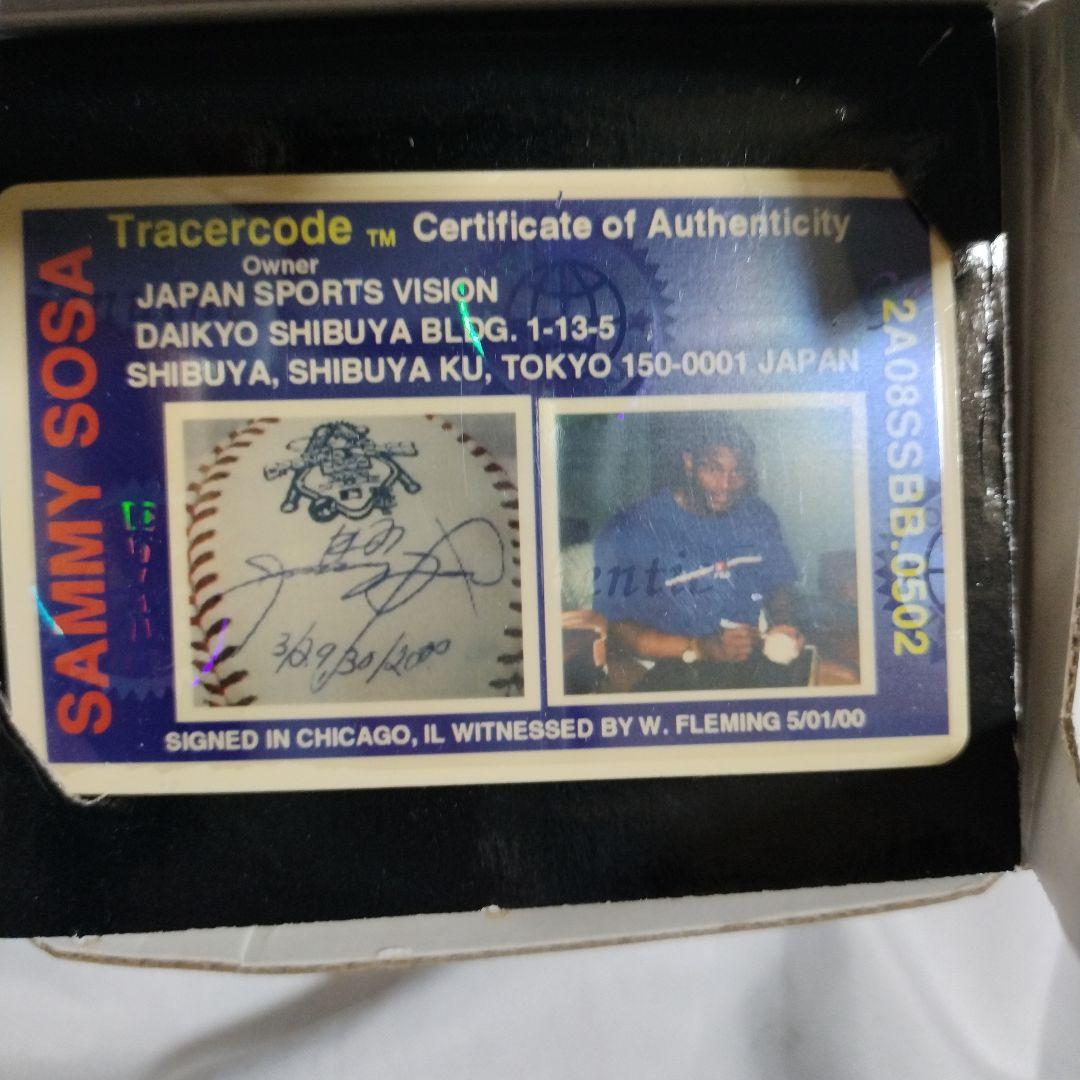 Tracercode TM Certificate of Authenticity
Owner
JAPAN SPORTS VISION
DAIKYO SHIBUYA BLDG. 1-13-5
SHIBUYA, SHIBUYA KU, TOKYO 150-0001 JAPAN
SAMMY SOSA
2A08SSBB.0502
3/29/30/2000
SIGNED IN CHICAGO, IL WITNESSED BY W. FLEMING 5/01/00